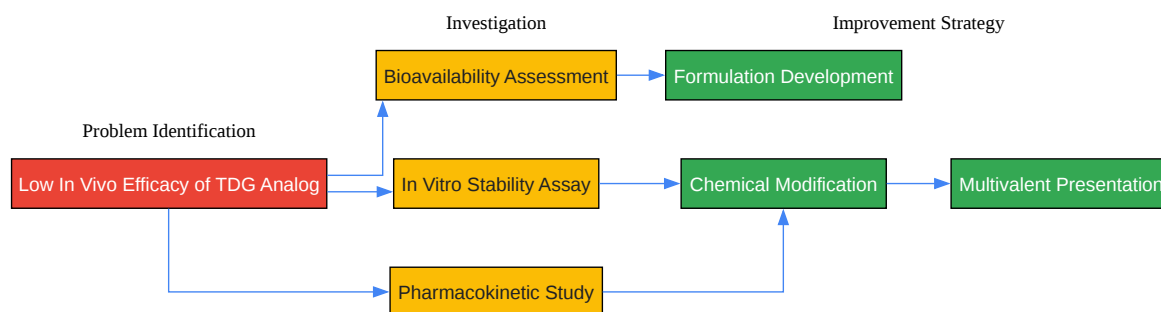 Investigation
Improvement Strategy
Bioavailability Assessment
Formulation Development
Problem Identification
Low In Vivo Efficacy of TDG Analog
In Vitro Stability Assay
Chemical Modification
Multivalent Presentation
Pharmacokinetic Study